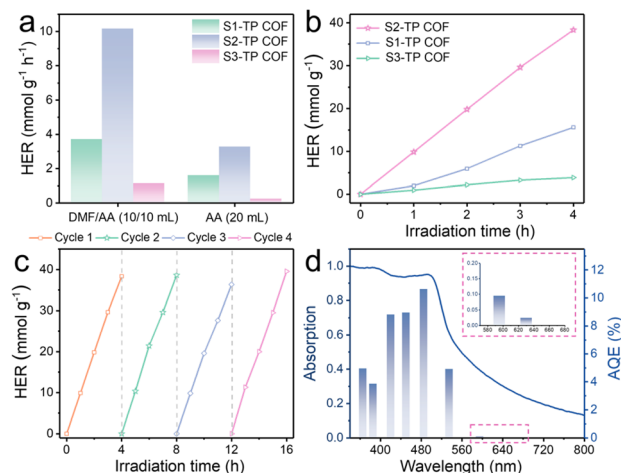 a
HER (mmol g⁻¹ h⁻¹)
10
8
6
4
2
0
S1-TP COF
S2-TP COF
S3-TP COF
DMF/AA (10/10 mL)
AA (20 mL)
b
HER (mmol g⁻¹)
40
30
20
10
0
S2-TP COF
S1-TP COF
S3-TP COF
0 1 2 3 4
Irradiation time (h)
Cycle 1 Cycle 2 Cycle 3 Cycle 4
c
HER (mmol g⁻¹)
40
30
20
10
0
0 4 8 12 16
Irradiation time (h)
d
Absorption
1.0
0.8
0.6
0.4
0.2
0.0
0.20
0.15
0.10
0.05
0.00
580 600 620 640 660 680
12
10
8
6
4
2
0
AQE (%)
400 480 560 640 720 800
Wavelength (nm)